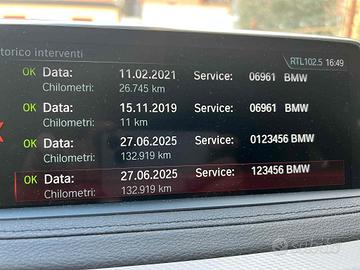 torico interventi
RTL102.5 16:49
OK Data: 11.02.2021 Service: 06961 BMW
Chilometri: 26.745 km
OK Data: 15.11.2019 Service: 06961 BMW
Chilometri: 11 km
OK Data: 27.06.2025 Service: 0123456 BMW
Chilometri: 132.919 km
OK Data: 27.06.2025 Service: 123456 BMW
Chilometri: 132.919 km
subito